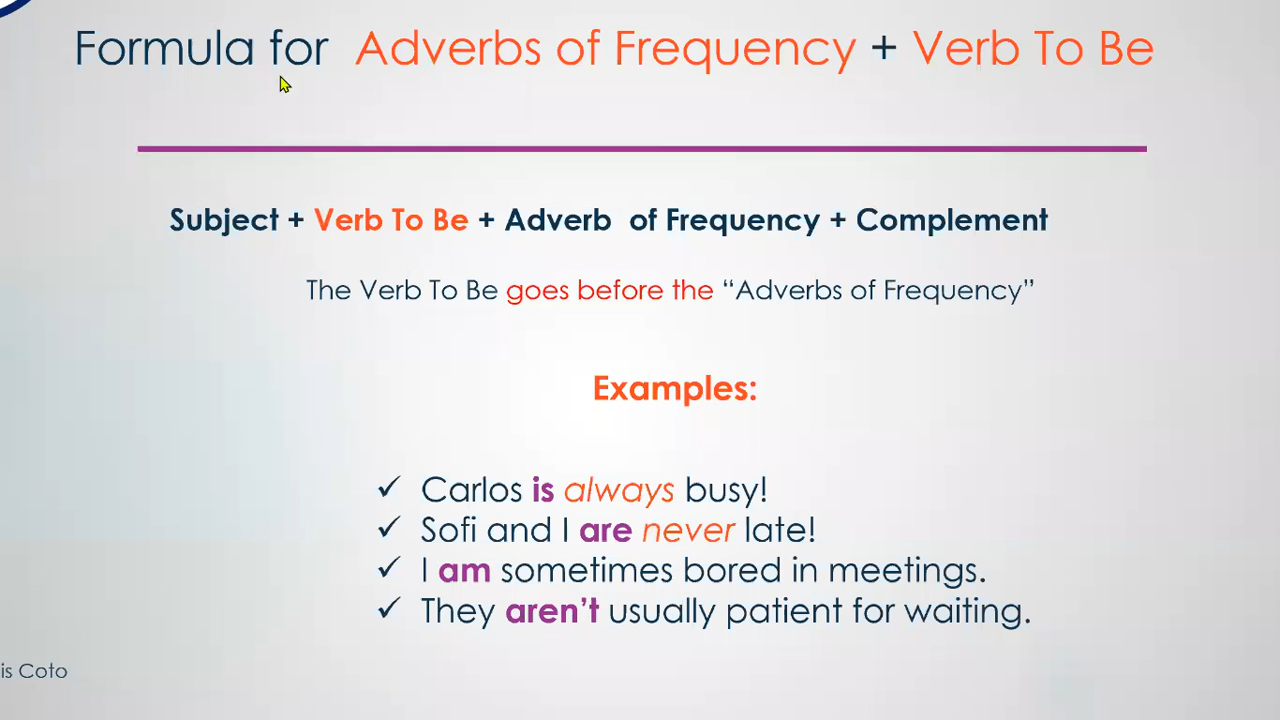 Formula for Adverbs of Frequency + Verb To Be
Subject + Verb To Be + Adverb of Frequency + Complement
The Verb To Be goes before the “Adverbs of Frequency”
Examples:
✓ Carlos is always busy!
✓ Sofi and I are never late!
✓ I am sometimes bored in meetings.
✓ They aren’t usually patient for waiting.
is Coto